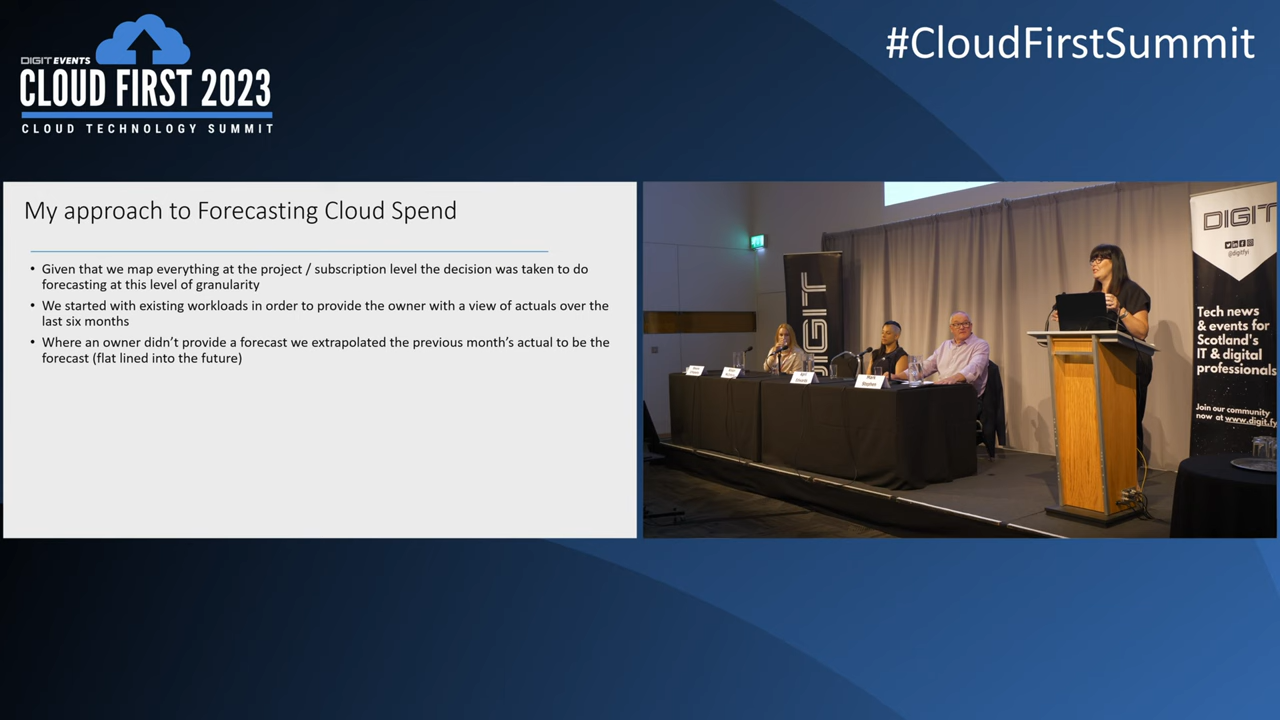 #CloudFirstSummit
DIGIT EVENTS
CLOUD FIRST 2023
CLOUD TECHNOLOGY SUMMIT
My approach to Forecasting Cloud Spend
• Given that we map everything at the project / subscription level the decision was taken to do
forecasting at this level of granularity
• We started with existing workloads in order to provide the owner with a view of actuals over the
last six months
• Where an owner didn't provide a forecast we extrapolated the previous month's actual to be the
forecast (flat lined into the future)
DIGIT
Mark
Stephen
DIGIT
@digitfyi
Tech news
& events for
Scotland's
IT & digital
professionals
Join our community
now at www.digit.fy